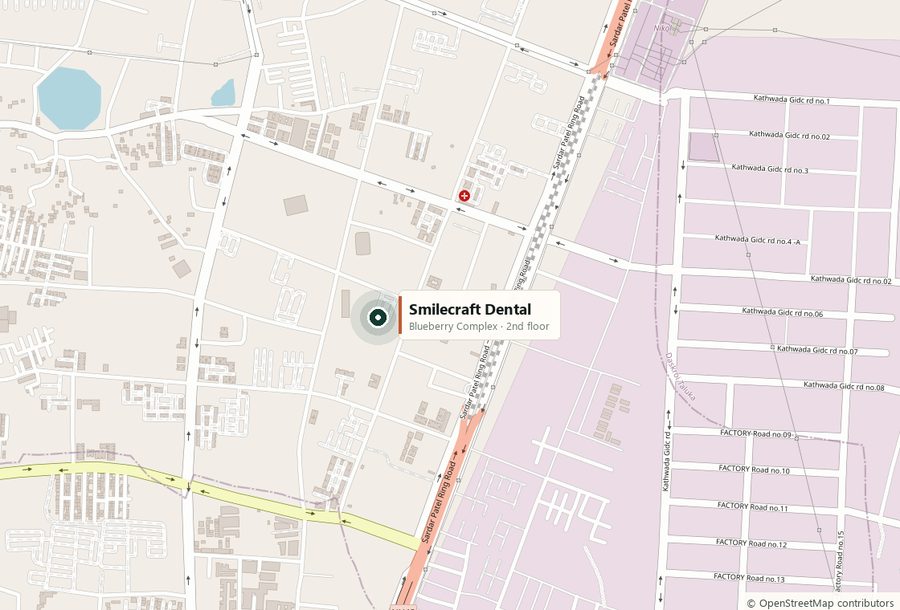 Sardar Patel R
Nikol
Kathwada Gidc rd no.1
Sardar Patel Ring Road
Kathwada Gidc rd no.02
Kathwada Gidc rd no.3
Kathwada Gidc rd no.4 -A
Ring Road
Kathwada Gidc rd no.02
Smilecraft Dental
Blueberry Complex · 2nd floor
Kathwada Gidc rd no.06
Kathwada Gidc rd no.07
Sardar Patel Ring Road
Daskroi Taluka
Kathwada Gidc rd no.08
FACTORY Road no.09
Kathwada Gidc rd
FACTORY Road no.10
Sardar Patel Ring Road
FACTORY Road no.11
FACTORY Road no.12
actory Road no.15
FACTORY Road no.13
© OpenStreetMap contributors